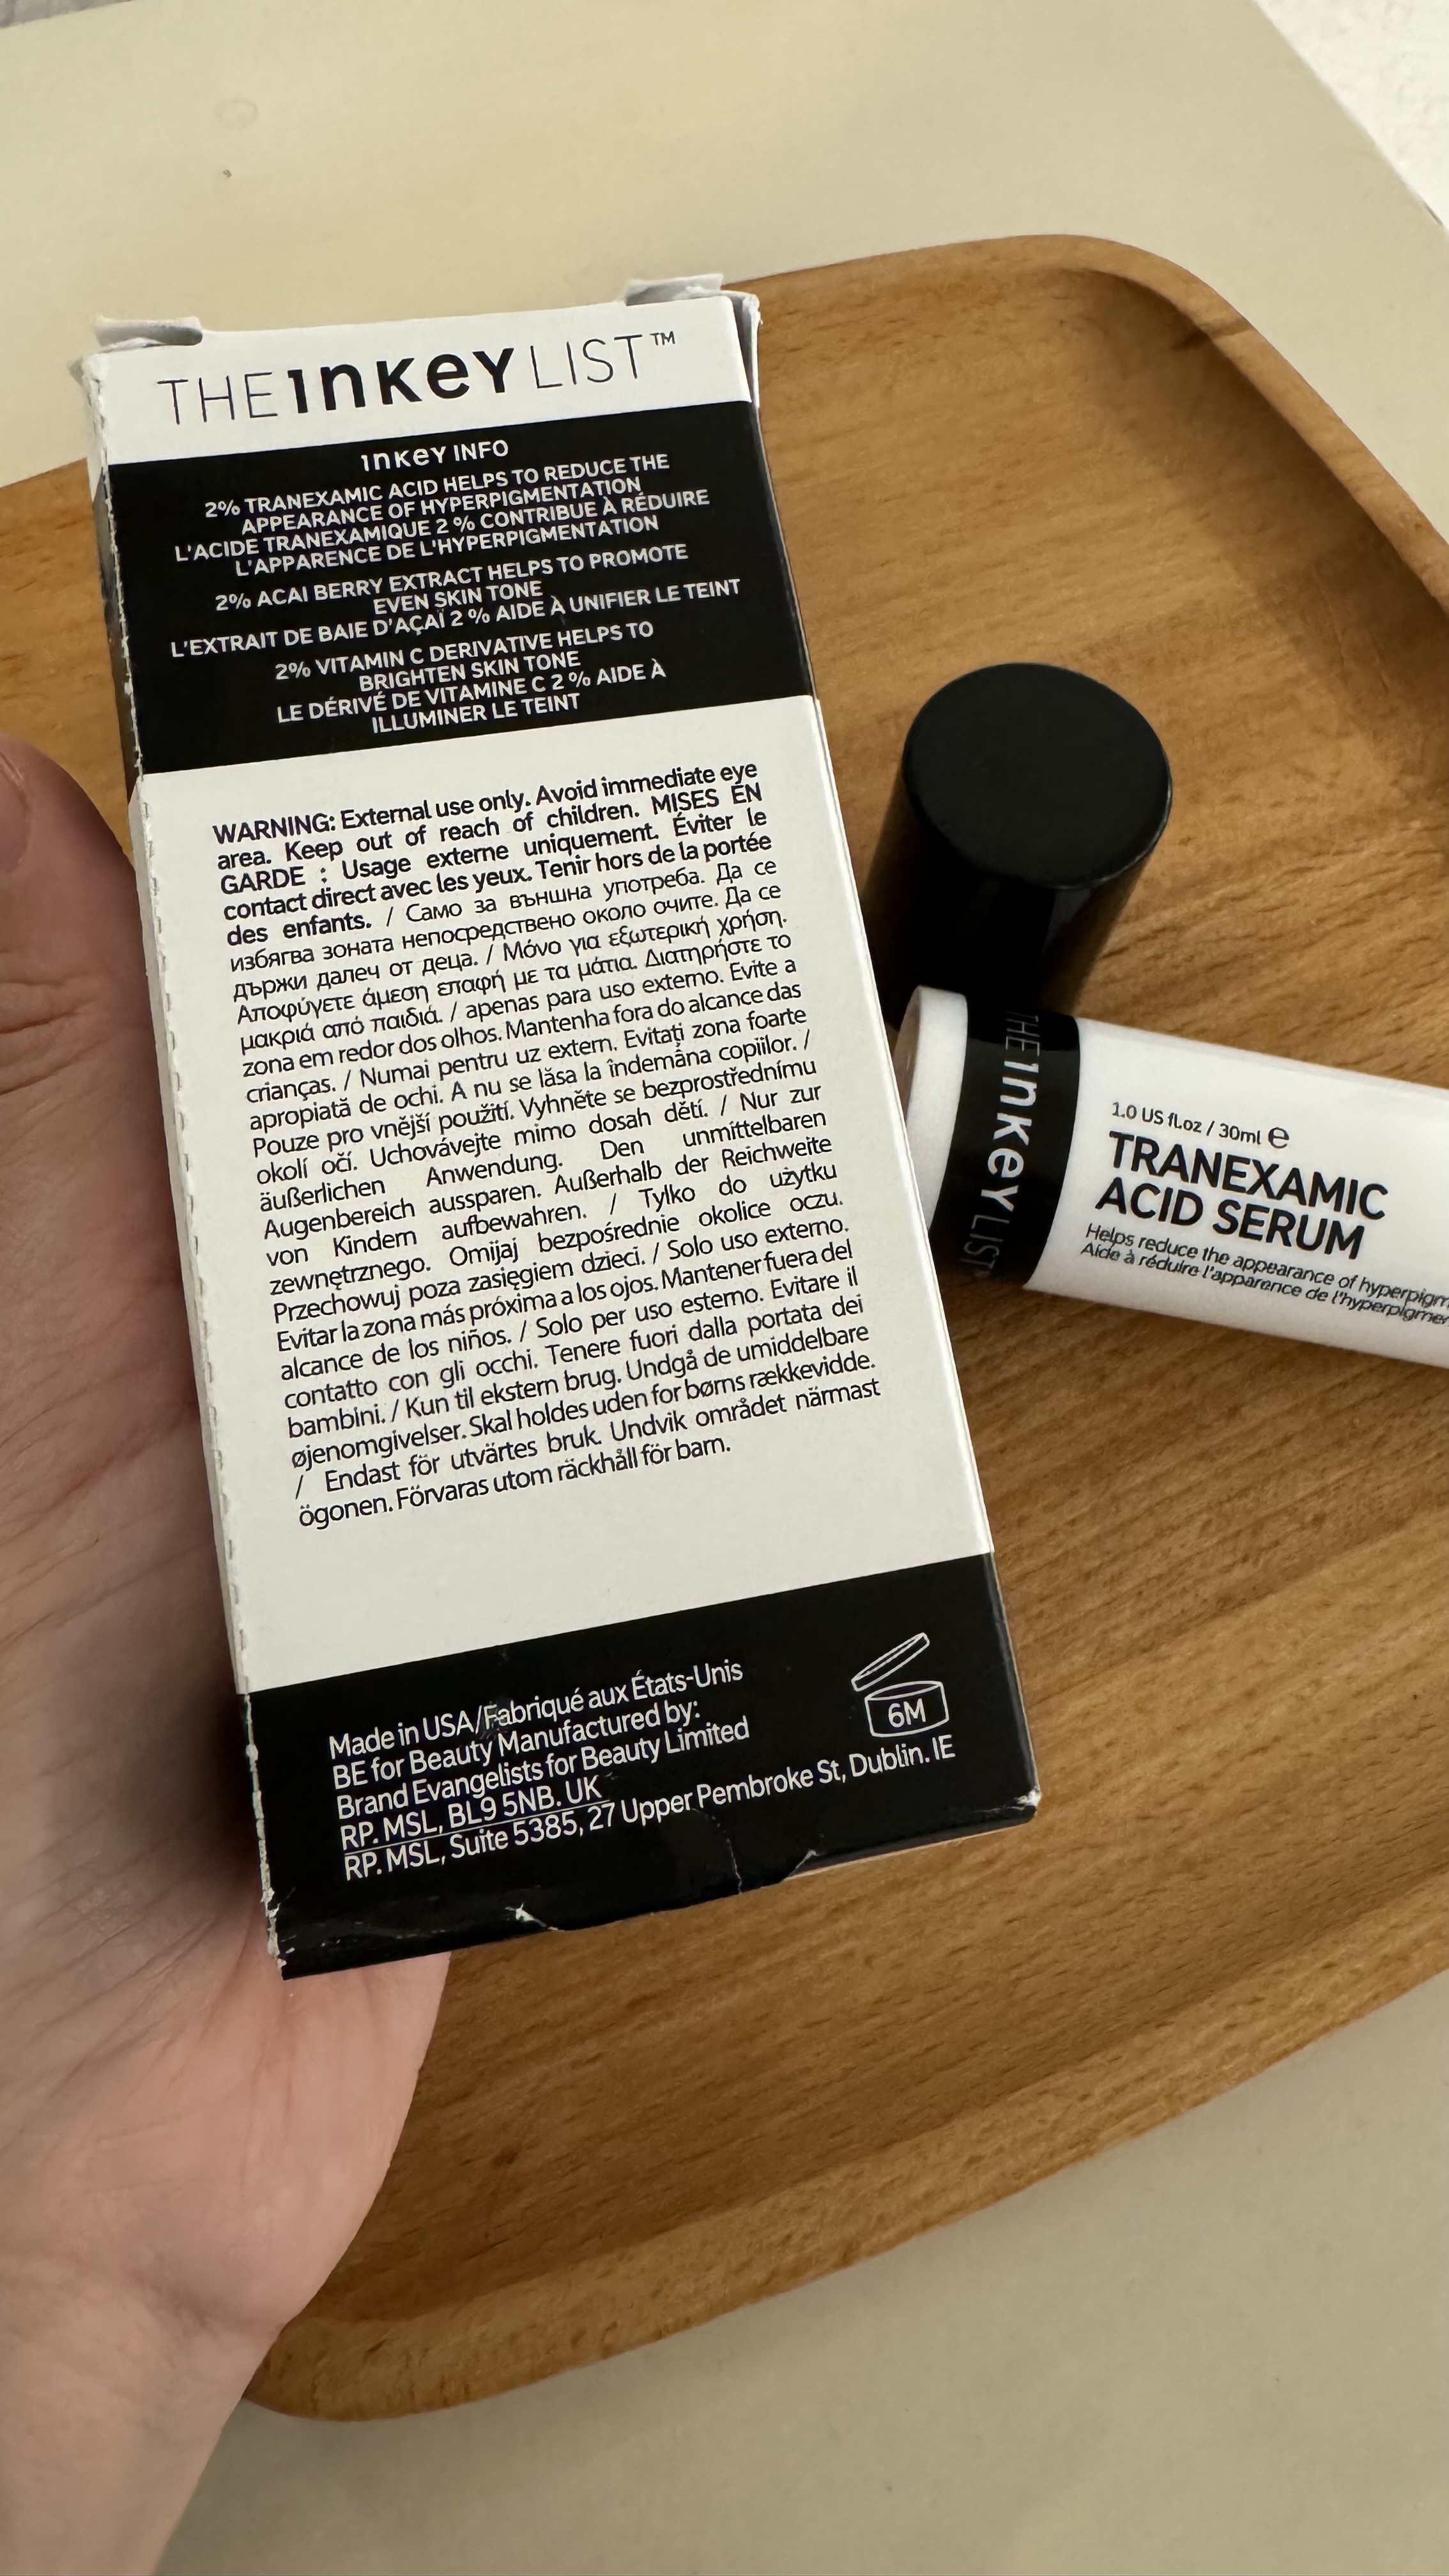 THE INKEY LIST™
INKEY INFO
2% TRANEXAMIC ACID HELPS TO REDUCE THE
APPEARANCE OF HYPERPIGMENTATION
L'ACIDE TRANEXAMIQUE 2 % CONTRIBUE À RÉDUIRE
L'APPARENCE DE L'HYPERPIGMENTATION
2% ACAI BERRY EXTRACT HELPS TO PROMOTE
EVEN SKIN TONE
L'EXTRAIT DE BAIE D'AÇAÏ 2 % AIDE À UNIFIER LE TEINT
2% VITAMIN C DERIVATIVE HELPS TO
BRIGHTEN SKIN TONE
LE DÉRIVÉ DE VITAMINE C 2 % AIDE À
ILLUMINER LE TEINT
WARNING: External use only. Avoid immediate eye
area. Keep out of reach of children. MISES EN
GARDE : Usage externe uniquement. Éviter le
contact direct avec les yeux. Tenir hors de la portée
des enfants. / Само за външна употреба. Да се
избягва зоната непосредствено около очите. Да се
държи далеч от деца. / Μόνο για εξωτερική χρήση.
Αποφύγετε άμεση επαφή με τα μάτια. Διατηρήστε το
μακριά από παιδιά. / apenas para uso externo. Evite a
zona em redor dos olhos. Mantenha fora do alcance das
crianças. / Numai pentru uz extern. Evitați zona foarte
apropiată de ochi. A nu se lăsa la îndemâna copiilor. /
Pouze pro vnější použití. Vyhněte se bezprostřednímu
okolí očí. Uchovávejte mimo dosah dětí. / Nur zur
äußerlichen Anwendung. Den unmittelbaren
Augenbereich aussparen. Außerhalb der Reichweite
von Kindern aufbewahren. / Tylko do użytku
zewnętrznego. Omijaj bezpośrednie okolice oczu.
Przechowuj poza zasięgiem dzieci. / Solo uso externo.
Evitar la zona más próxima a los ojos. Mantener fuera del
alcance de los niños. / Solo per uso esterno. Evitare il
contatto con gli occhi. Tenere fuori dalla portata dei
bambini. / Kun til ekstern brug. Undgå de umiddelbare
øjenomgivelser. Skal holdes uden for børns rækkevidde.
/ Endast för utvärtes bruk. Undvik området närmast
ögonen. Förvaras utom räckhåll för barn.
Made in USA/Fabriqué aux États-Unis
BE for Beauty Manufactured by:
Brand Evangelists for Beauty Limited
RP. MSL, BL9 5NB. UK
RP. MSL, Suite 5385, 27 Upper Pembroke St, Dublin. IE
6M
THE INKEY LIST
1.0 US fl.oz / 30ml ℮
TRANEXAMIC
ACID SERUM
Helps reduce the appearance of
Aide à réduire l'apparence de